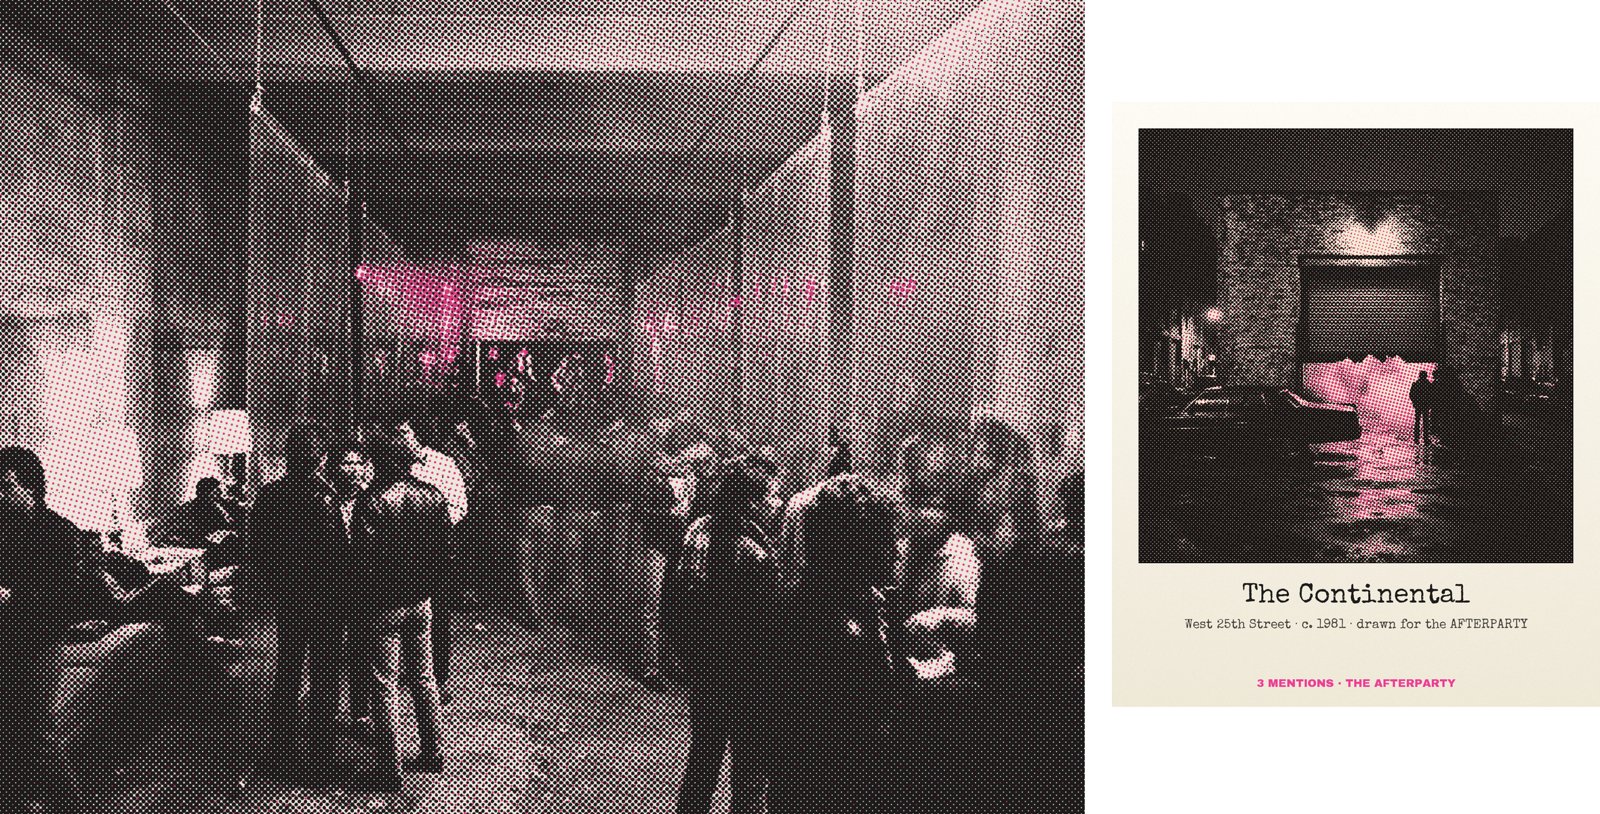 The Continental
West 25th Street · c. 1981 · drawn for the AFTERPARTY
3 MENTIONS · THE AFTERPARTY